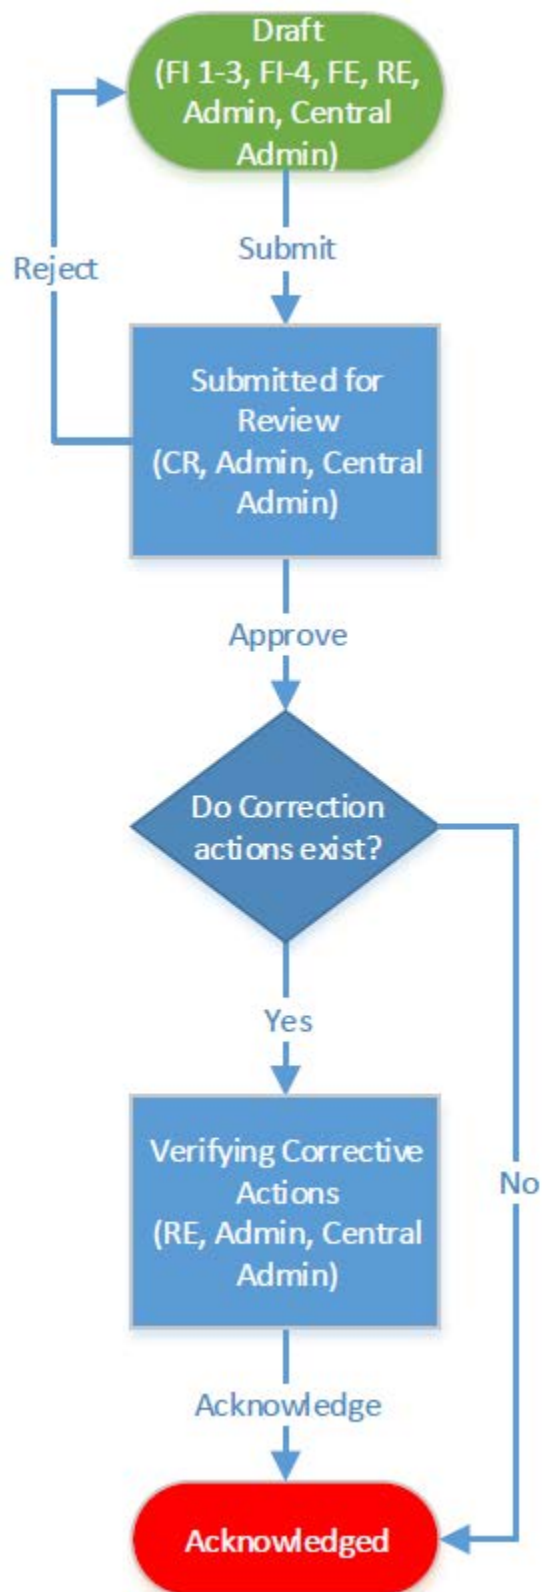 Draft
(FI 1-3, FI-4, FE, RE,
Admin, Central
Admin)
Submit
Reject
Submitted for
Review
(CR, Admin, Central
Admin)
Approve
Do Correction
actions exist?
Yes
Verifying Corrective
Actions
(RE, Admin, Central
Admin)
No
Acknowledge
Acknowledged